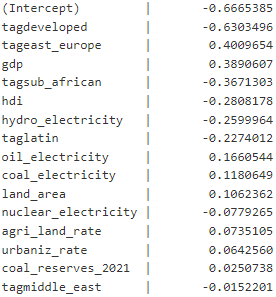 (Intercept) | -0.6665385
tagdeveloped | -0.6303496
tageast_europe | 0.4009654
gdp | 0.3890607
tagsub_african | -0.3671303
hdi | -0.2808178
hydro_electricity | -0.2599964
taglatin | -0.2274012
oil_electricity | 0.1660544
coal_electricity | 0.1180649
land_area | 0.1062362
nuclear_electricity | -0.0779265
agri_land_rate | 0.0735105
urbaniz_rate | 0.0642560
coal_reserves_2021 | 0.0250738
tagmiddle_east | -0.0152201